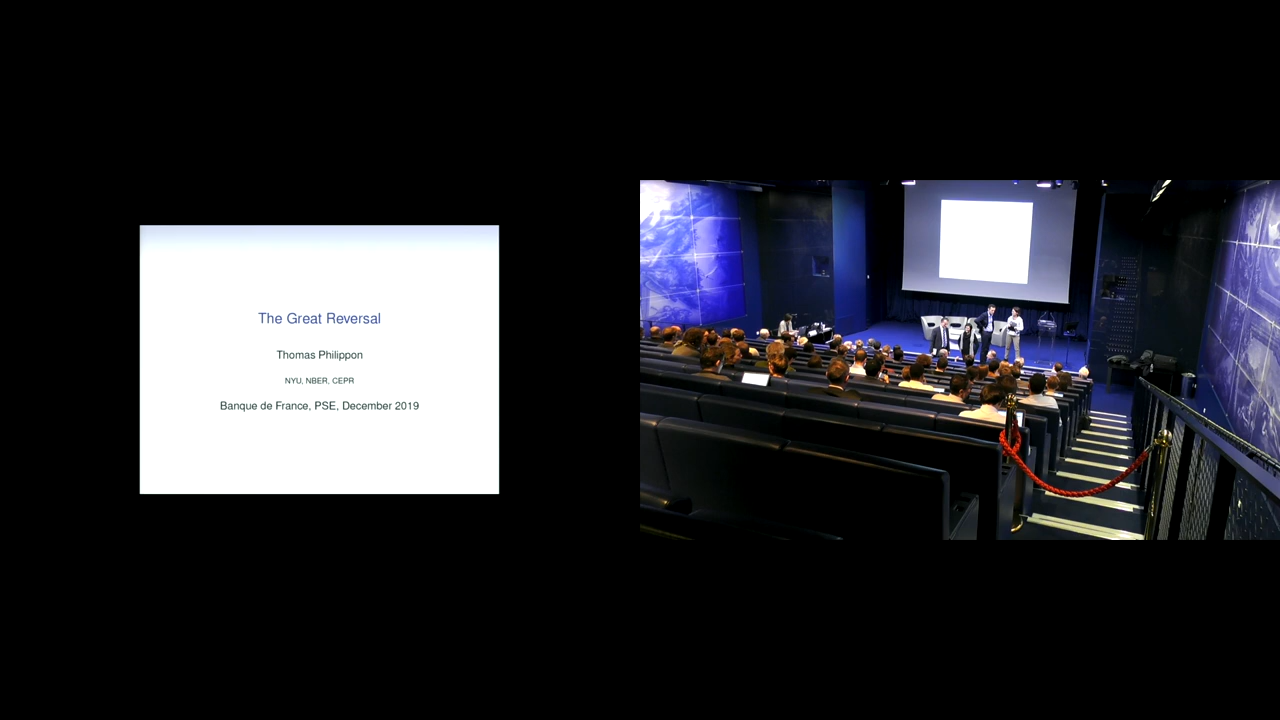 The Great Reversal
Thomas Philippon
NYU, NBER, CEPR
Banque de France, PSE, December 2019